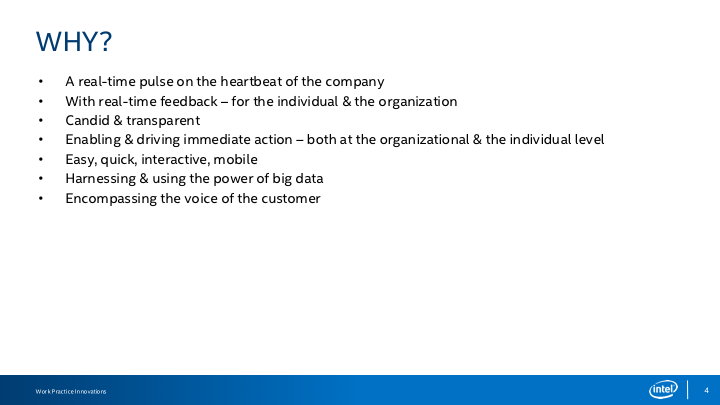 WHY?
• A real-time pulse on the heartbeat of the company
• With real-time feedback – for the individual & the organization
• Candid & transparent
• Enabling & driving immediate action – both at the organizational & the individual level
• Easy, quick, interactive, mobile
• Harnessing & using the power of big data
• Encompassing the voice of the customer
Work Practice Innovations
intel
4